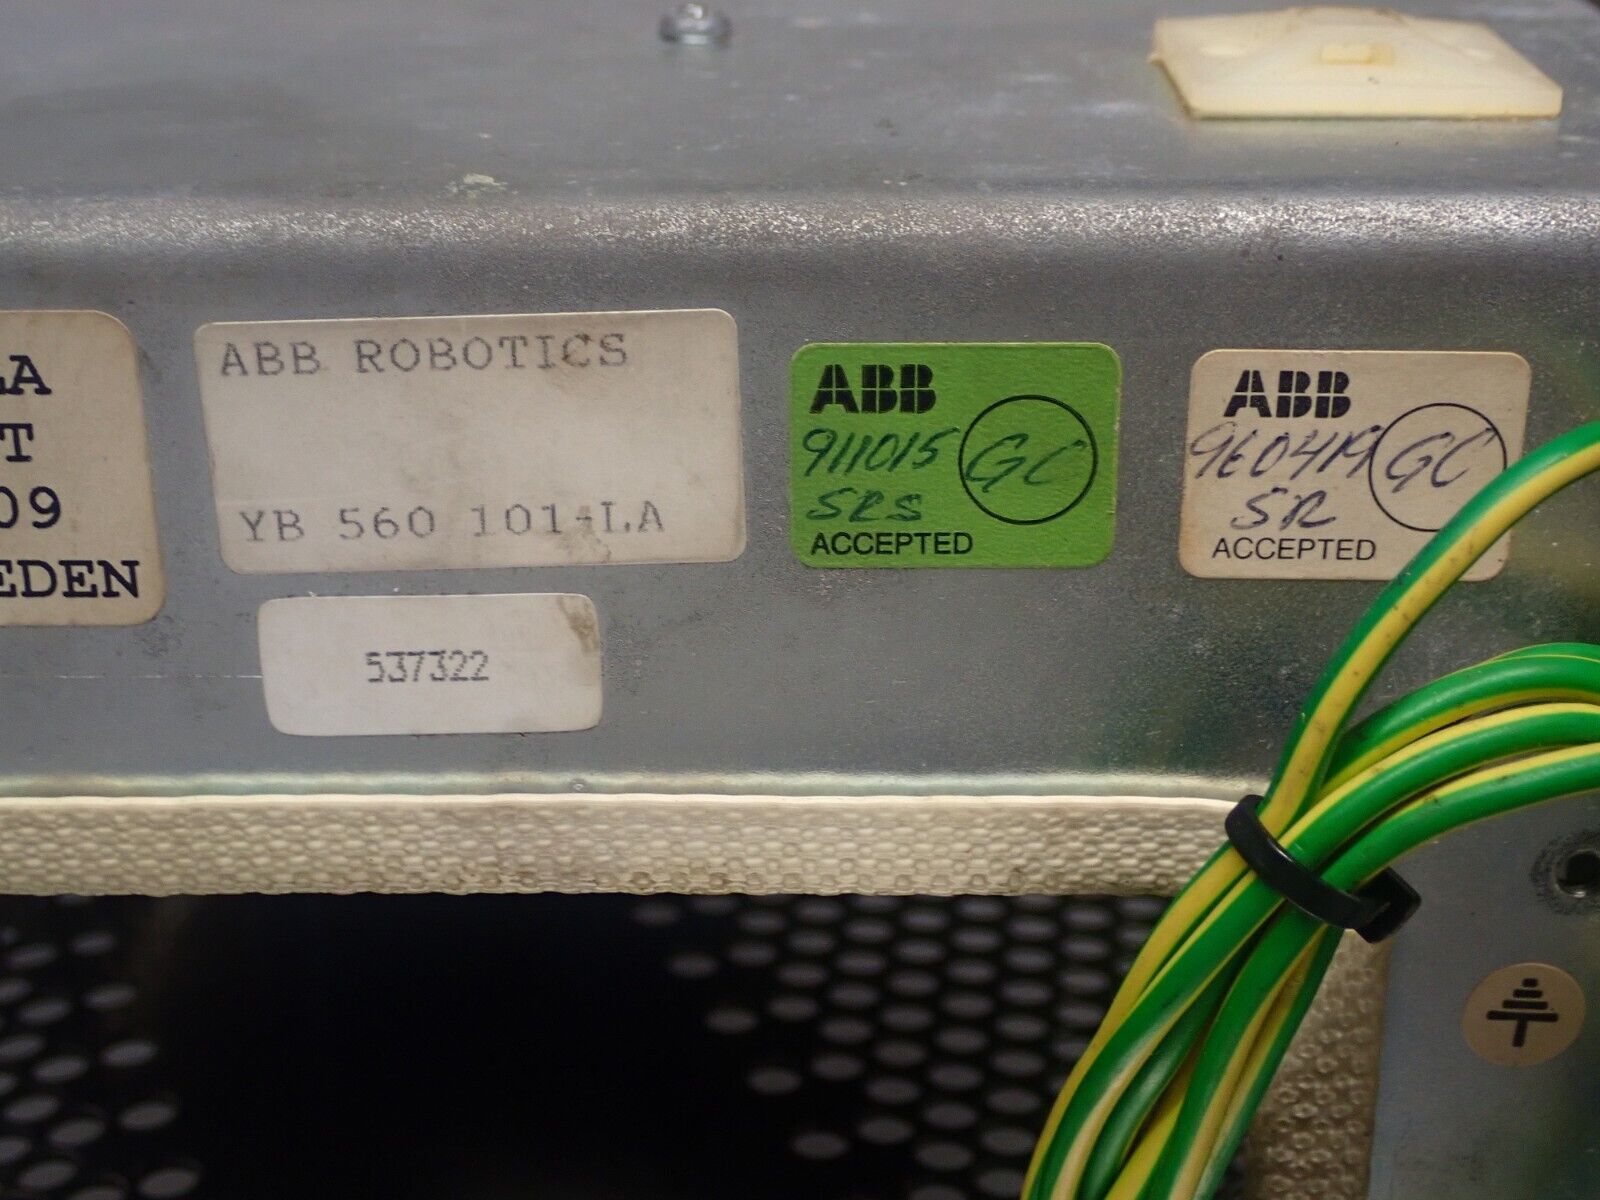 LA
T
09
EDEN
ABB ROBOTICS
YB 560 101-LA
537322
ABB
911015
GC
SRS
ACCEPTED
ABB
960419
GC
SR
ACCEPTED